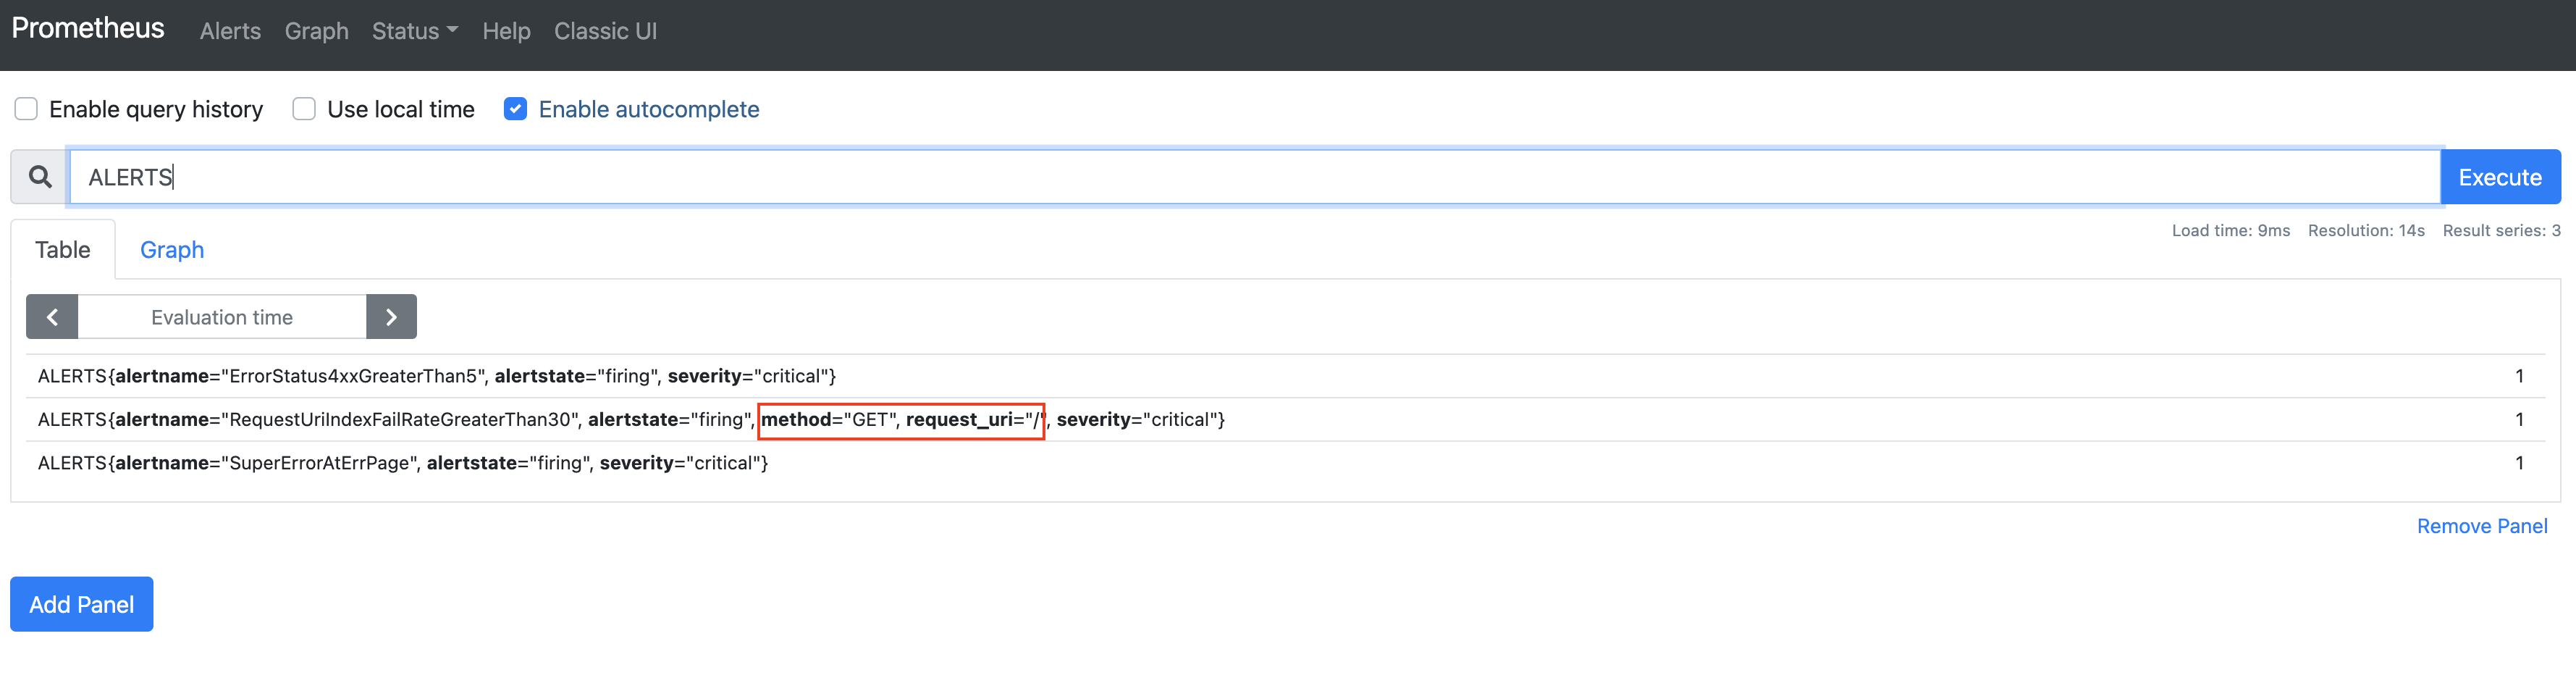 Prometheus Alerts Graph Status Help Classic UI
Enable query history Use local time Enable autocomplete
ALERTS Execute
Table Graph Load time: 9ms Resolution: 14s Result series: 3
Evaluation time
ALERTS{alertname="ErrorStatus4xxGreaterThan5", alertstate="firing", severity="critical"} 1
ALERTS{alertname="RequestUriIndexFailRateGreaterThan30", alertstate="firing", method="GET", request_uri="/", severity="critical"} 1
ALERTS{alertname="SuperErrorAtErrPage", alertstate="firing", severity="critical"} 1
Remove Panel
Add Panel